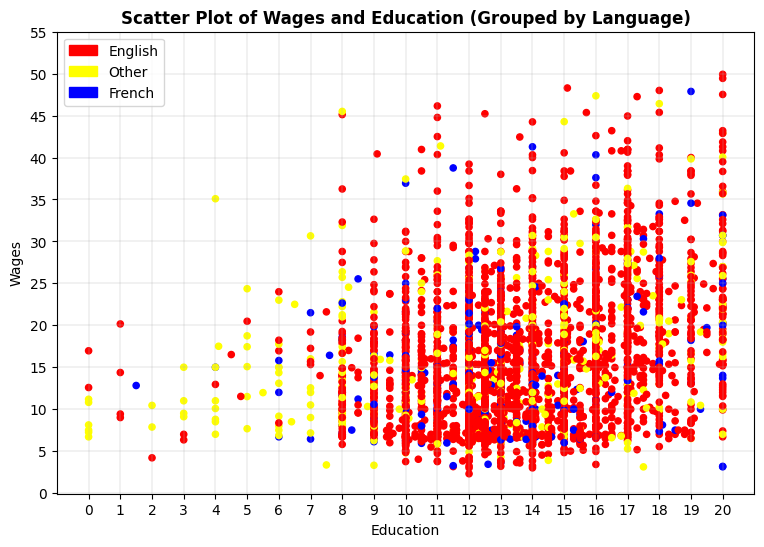 Scatter Plot of Wages and Education (Grouped by Language)
English
Other
French
Wages
55
50
45
40
35
30
25
20
15
10
5
0
0 1 2 3 4 5 6 7 8 9 10 11 12 13 14 15 16 17 18 19 20
Education